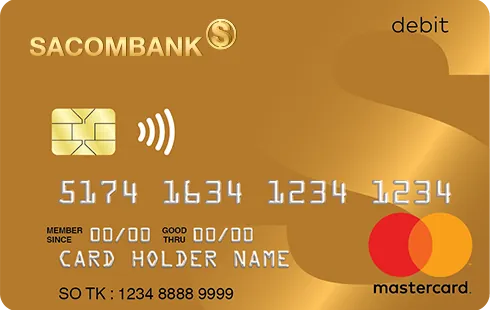 debit
SACOMBANK S
5174 1634 1234 1234
MEMBER SINCE 00/00 GOOD THRU 00/00
CARD HOLDER NAME
SO TK : 1234 8888 9999
mastercard.